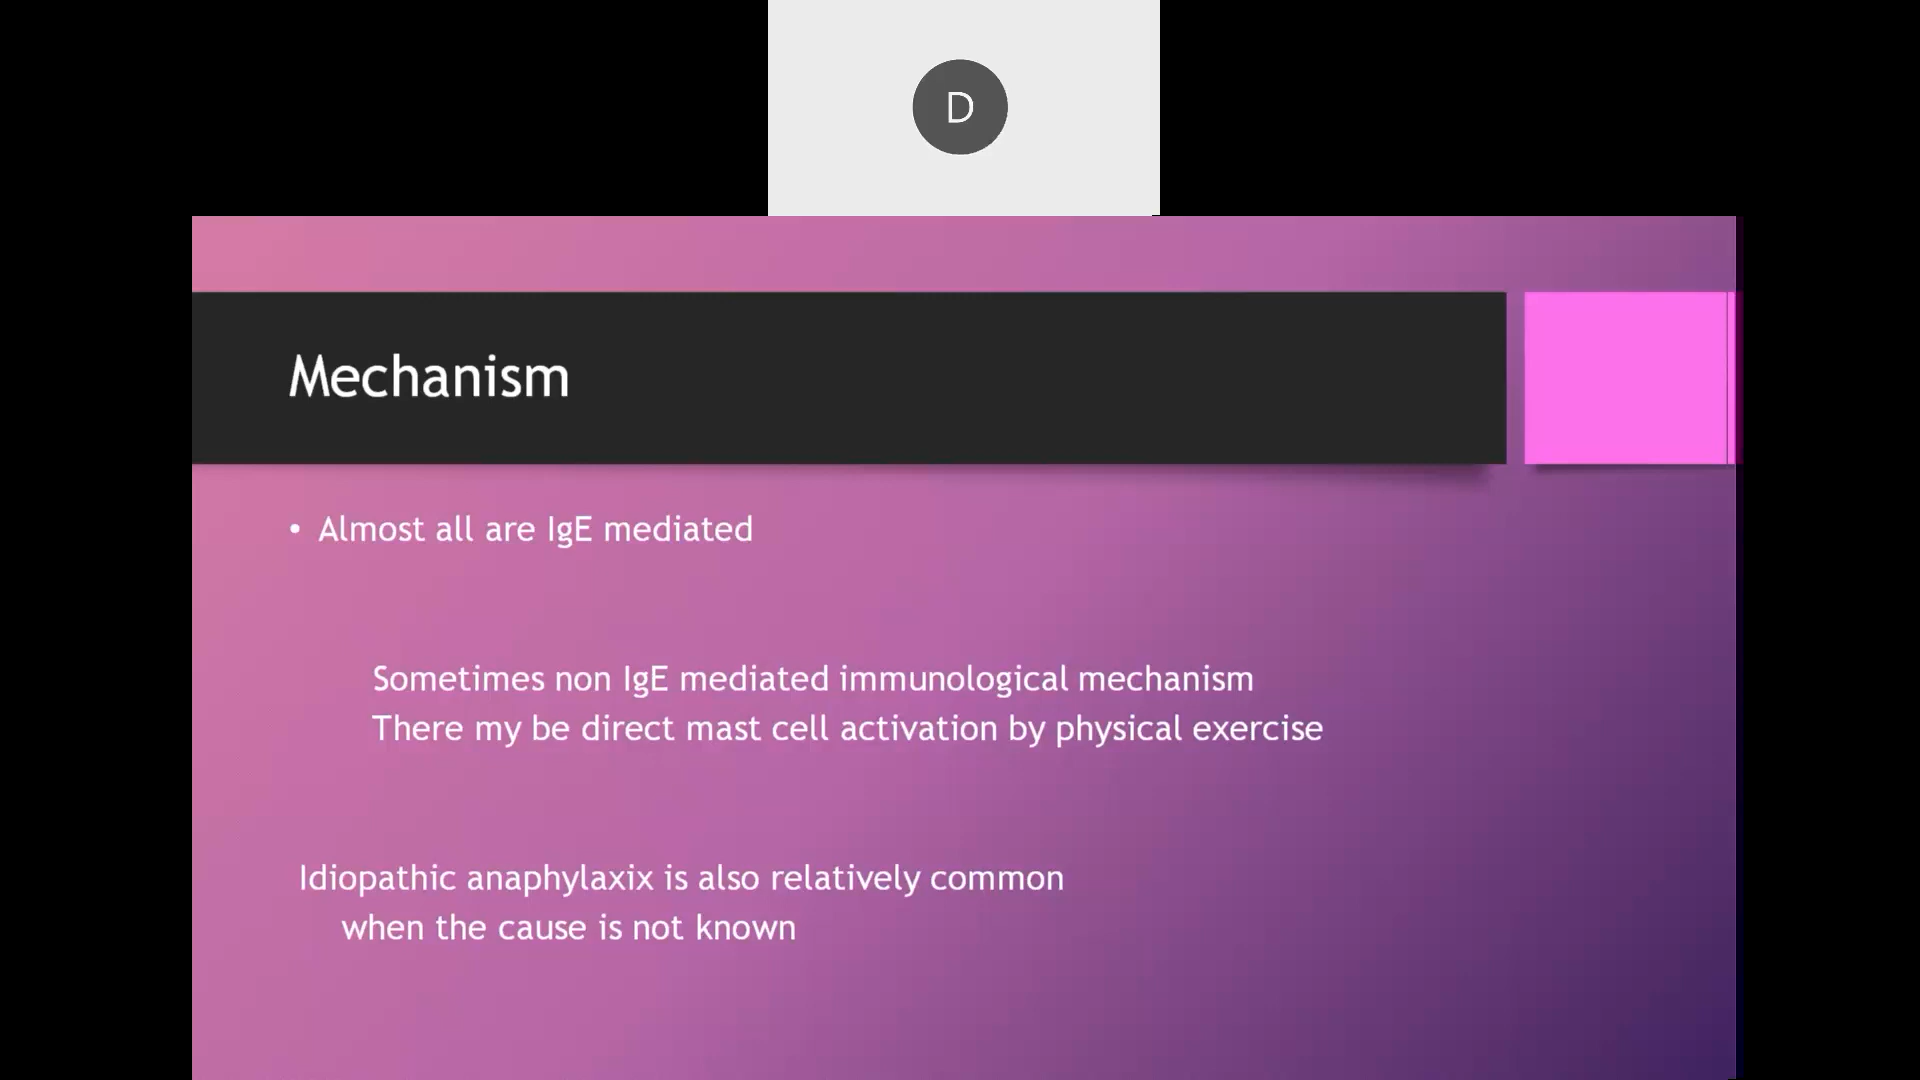 D
Mechanism
• Almost all are IgE mediated
Sometimes non IgE mediated immunological mechanism
There my be direct mast cell activation by physical exercise
Idiopathic anaphylaxix is also relatively common
when the cause is not known